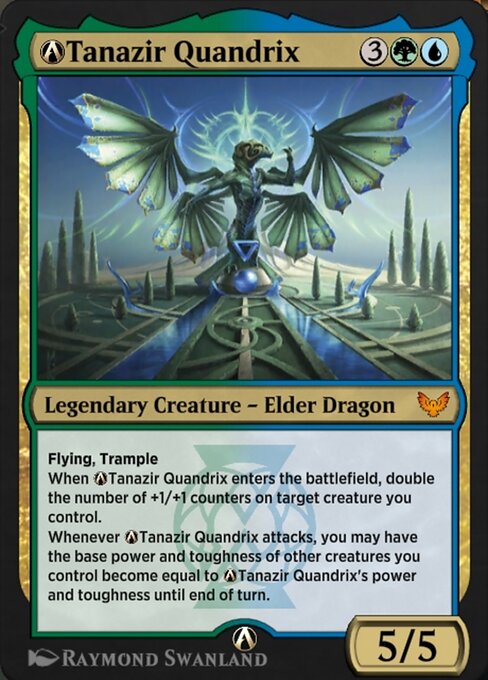 Tanazir Quandrix 3
Legendary Creature – Elder Dragon
Flying, Trample
When Tanazir Quandrix enters the battlefield, double
the number of +1/+1 counters on target creature you
control.
Whenever Tanazir Quandrix attacks, you may have
the base power and toughness of other creatures you
control become equal to Tanazir Quandrix's power
and toughness until end of turn.
5/5
Raymond Swanland